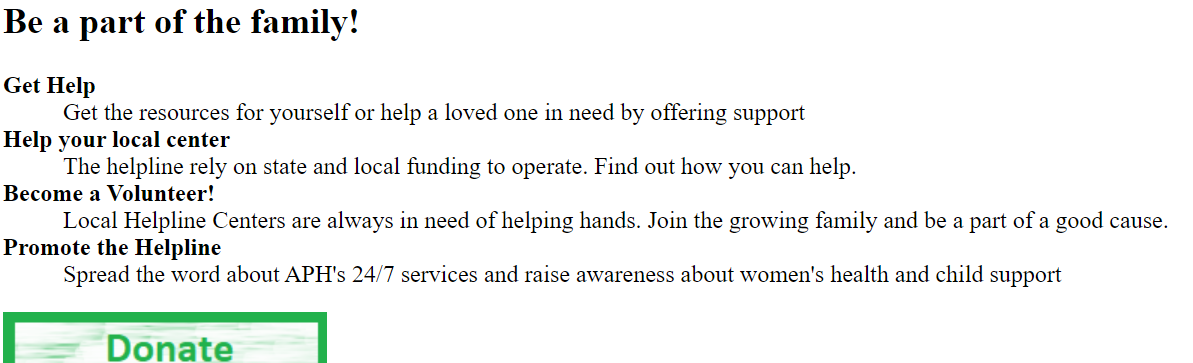 Be a part of the family!
Get Help
Get the resources for yourself or help a loved one in need by offering support
Help your local center
The helpline rely on state and local funding to operate. Find out how you can help.
Become a Volunteer!
Local Helpline Centers are always in need of helping hands. Join the growing family and be a part of a good cause.
Promote the Helpline
Spread the word about APH's 24/7 services and raise awareness about women's health and child support
Donate